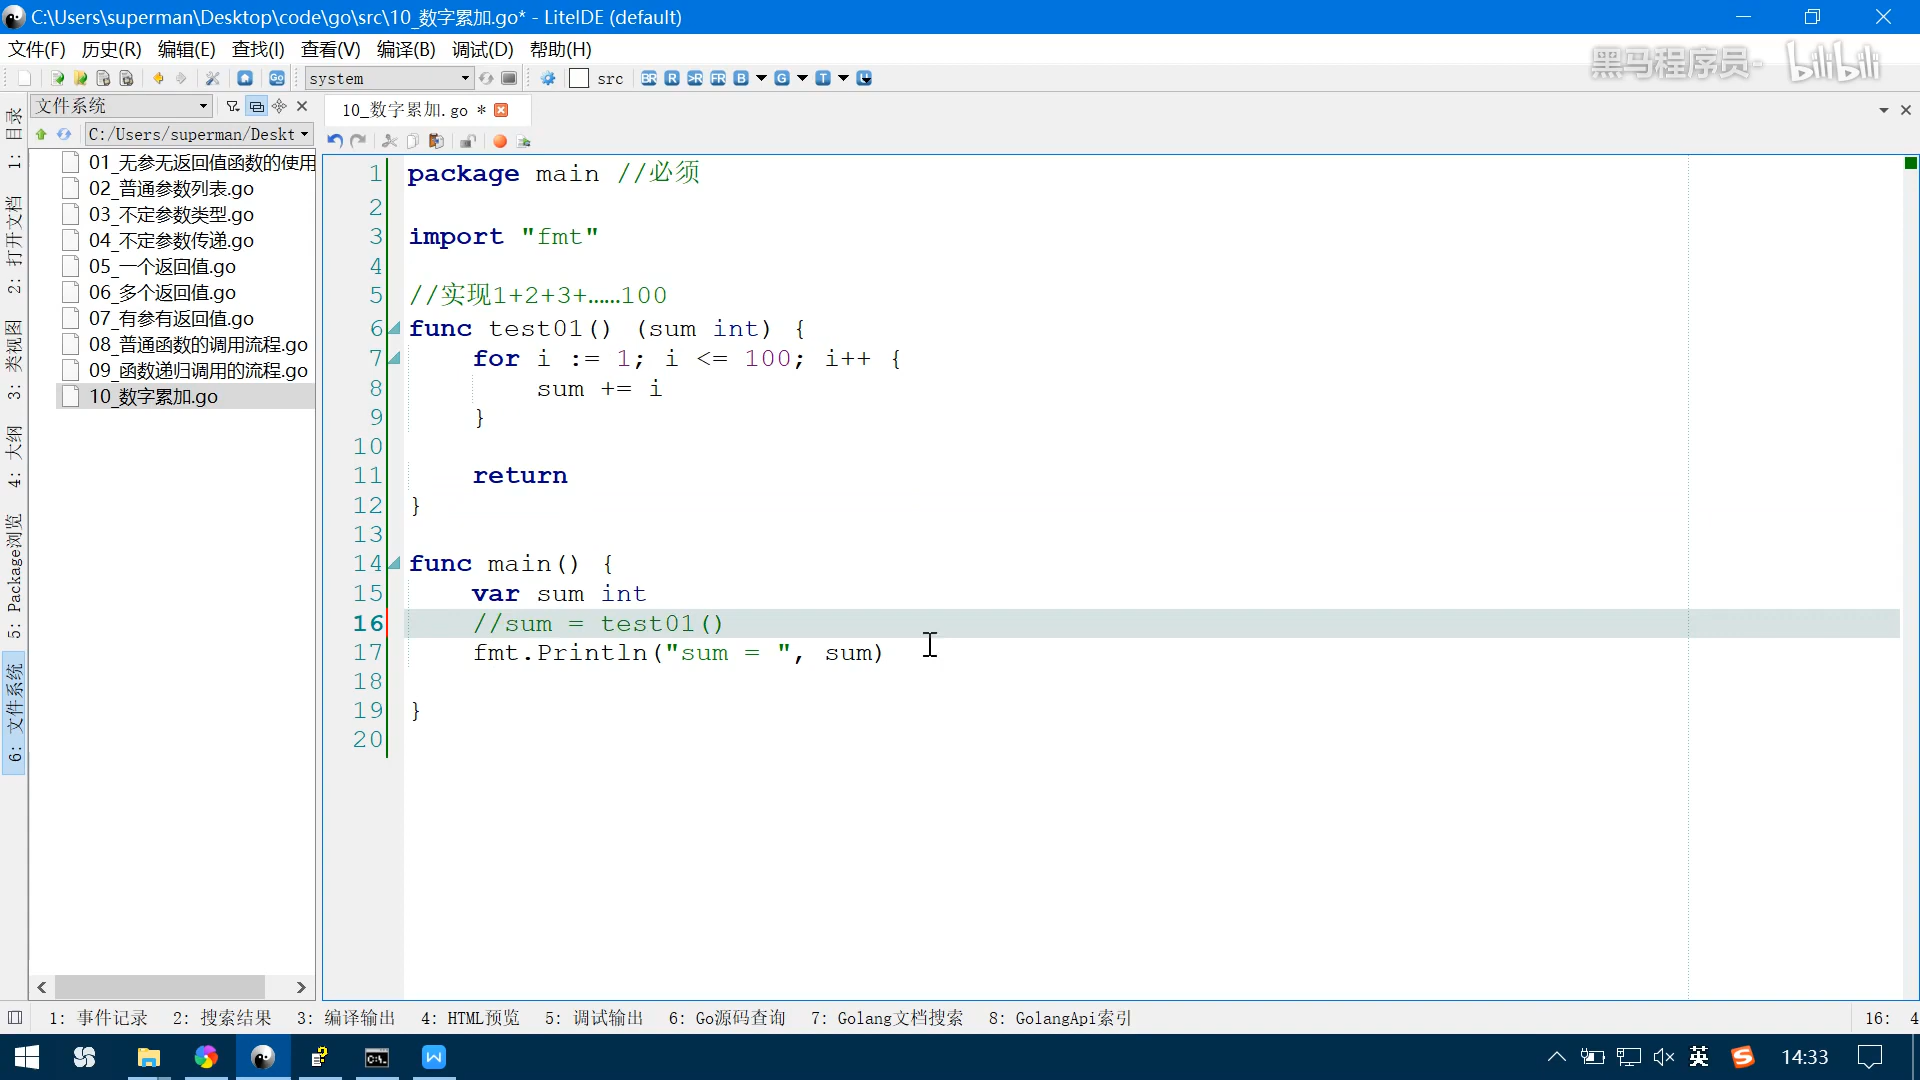 C:\Users\superman\Desktop\code\go\src\10_数字累加.go* - LiteIDE (default)
文件(F) 历史(R) 编辑(E) 查找(I) 查看(V) 编译(B) 调试(D) 帮助(H)
黑马程序员- bilibili
system src BR R >R FR B G T
文件系统
10_数字累加.go *
C:/Users/superman/Deskt
1: 目录
2: 打开文档
3: 类视图
4: 大纲
5: Package浏览
6: 文件系统
01_无参无返回值函数的使用
02_普通参数列表.go
03_不定参数类型.go
04_不定参数传递.go
05_一个返回值.go
06_多个返回值.go
07_有参有返回值.go
08_普通函数的调用流程.go
09_函数递归调用的流程.go
10_数字累加.go
1 package main //必须
2
3 import "fmt"
4
5 //实现1+2+3+……100
6 func test01() (sum int) {
7 for i := 1; i <= 100; i++ {
8 sum += i
9 }
10
11 return
12 }
13
14 func main() {
15 var sum int
16 //sum = test01()
17 fmt.Println("sum = ", sum)
18
19 }
20
1: 事件记录 2: 搜索结果 3: 编译输出 4: HTML预览 5: 调试输出 6: Go源码查询 7: Golang文档搜索 8: GolangApi索引 16: 4
英 14:33